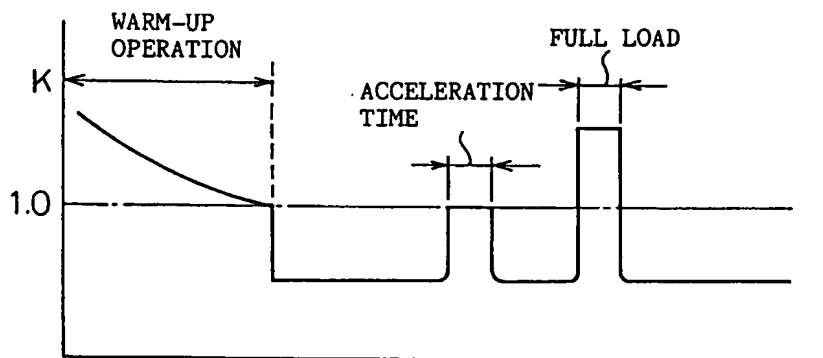 WARM-UP
OPERATION
FULL LOAD
K
ACCELERATION
TIME
1.0